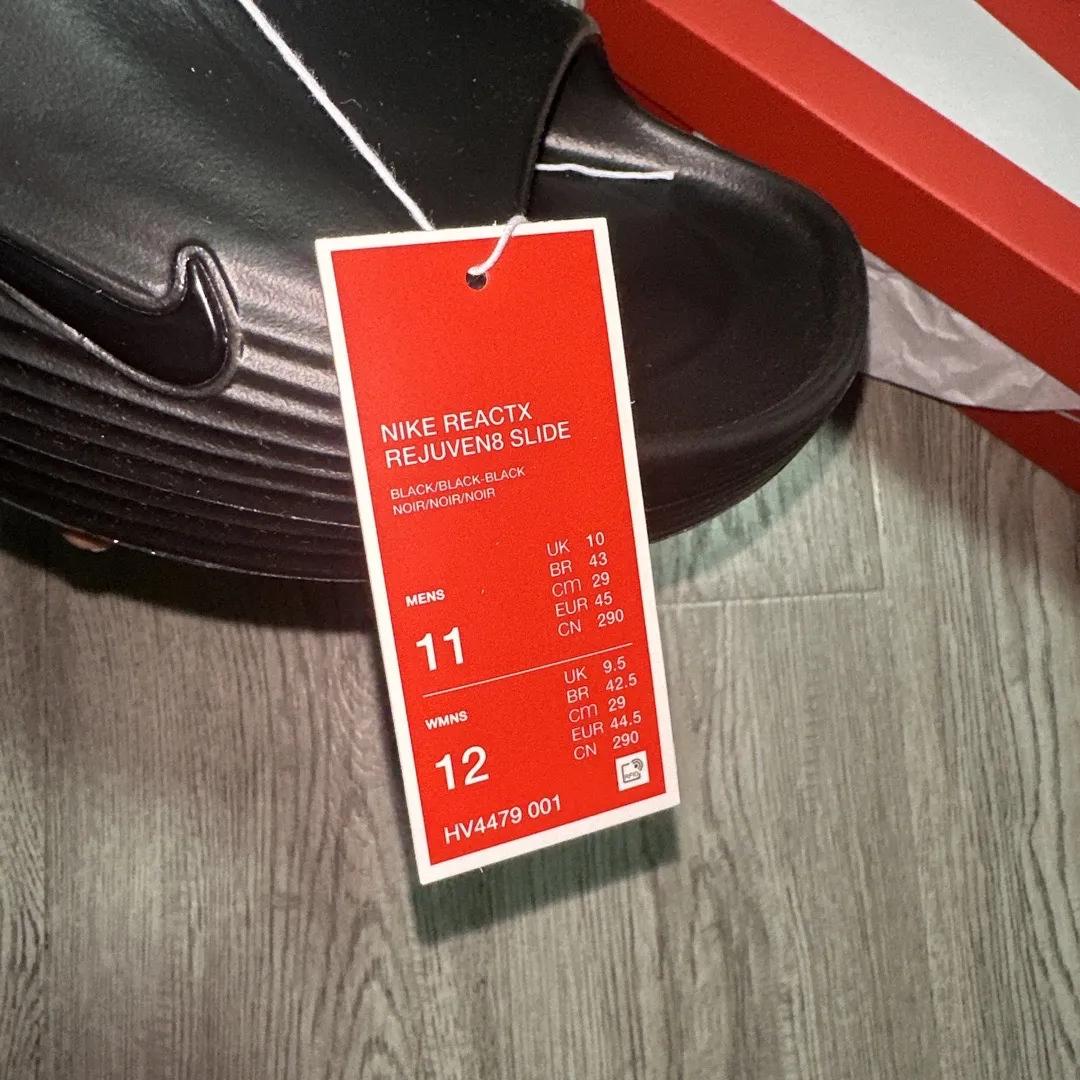 NIKE REACTX
REJUVEN8 SLIDE
BLACK/BLACK-BLACK
NOIR/NOIR/NOIR
MENS
11
UK 10
BR 43
cm 29
EUR 45
CN 290
WMNS
12
UK 9.5
BR 42.5
cm 29
EUR 44.5
CN 290
RFID
HV4479 001